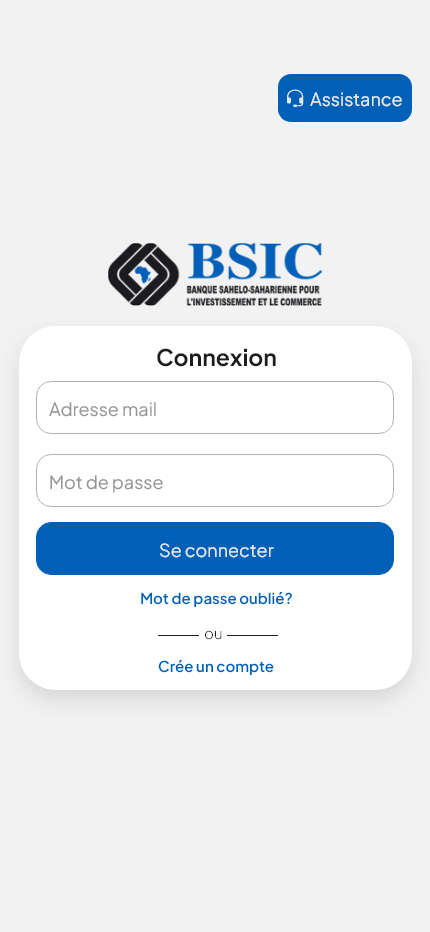 Assistance
BSIC
BANQUE SAHELO-SAHARIENNE POUR
L'INVESTISSEMENT ET LE COMMERCE
Connexion
Adresse mail
Mot de passe
Se connecter
Mot de passe oublié?
ou
Crée un compte